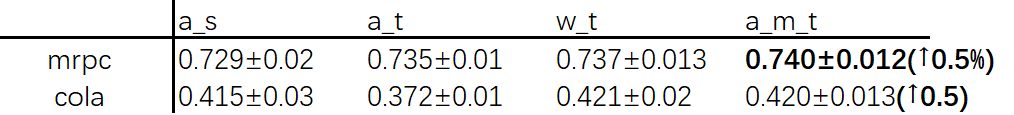 a_s a_t w_t a_m_t
mrpc 0.729±0.02 0.735±0.01 0.737±0.013 0.740±0.012(↑0.5%)
cola 0.415±0.03 0.372±0.01 0.421±0.02 0.420±0.013(↑0.5)